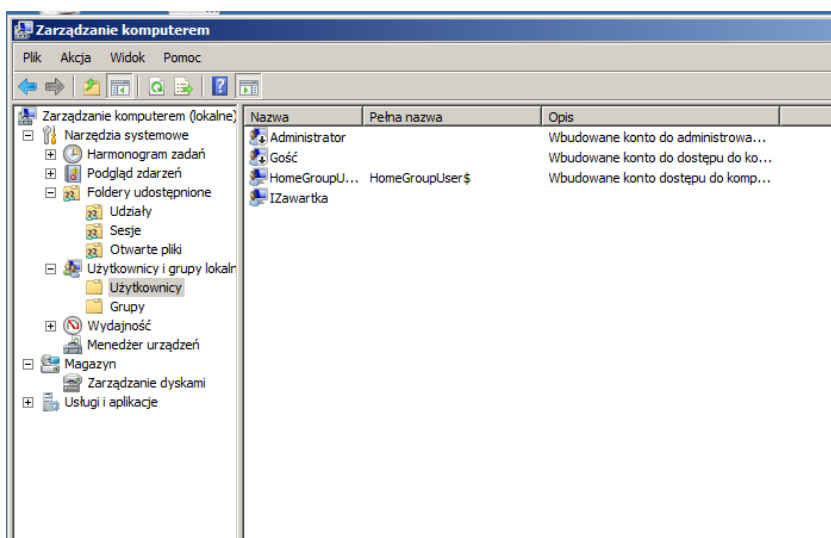 Zarządzanie komputerem
Plik Akcja Widok Pomoc
Zarządzanie komputerem (lokalne)
Narzędzia systemowe
Harmonogram zadań
Podgląd zdarzeń
Foldery udostępnione
Udziały
Sesje
Otwarte pliki
Użytkownicy i grupy lokaln
Użytkownicy
Grupy
Wydajność
Menedżer urządzeń
Magazyn
Zarządzanie dyskami
Usługi i aplikacje
Nazwa Pełna nazwa Opis
Administrator Wbudowane konto do administrowa...
Gość Wbudowane konto do dostępu do ko...
HomeGroupU... HomeGroupUser$ Wbudowane konto dostępu do komp...
IZawartka